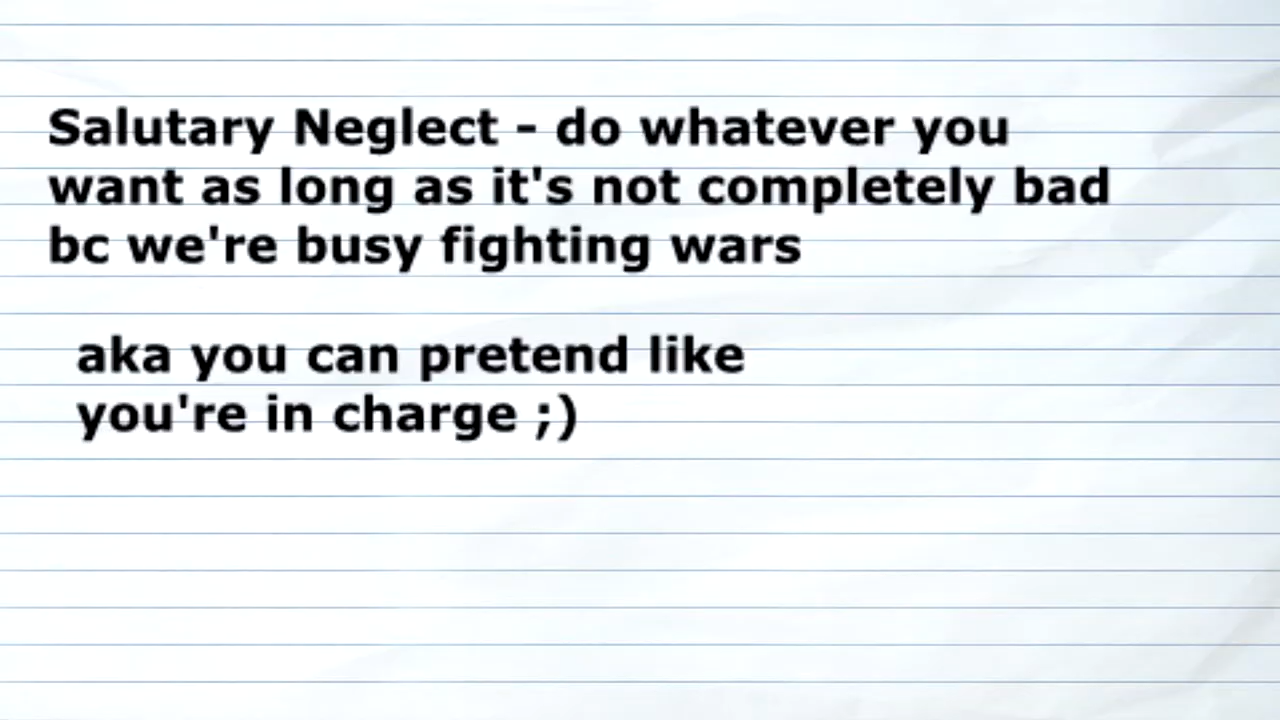 Salutary Neglect - do whatever you
want as long as it's not completely bad
bc we're busy fighting wars
aka you can pretend like
you're in charge ;)